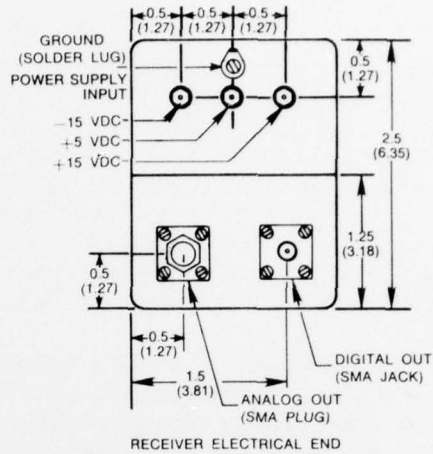 0.5 0.5 0.5
(1.27) (1.27) (1.27)
GROUND
(SOLDER LUG)
POWER SUPPLY
INPUT
−15 VDC
+5 VDC
+15 VDC
0.5
(1.27)
2.5
(6.35)
1.25
(3.18)
0.5
(1.27)
0.5
(1.27)
1.5
(3.81)
DIGITAL OUT
(SMA JACK)
ANALOG OUT
(SMA PLUG)
RECEIVER ELECTRICAL END